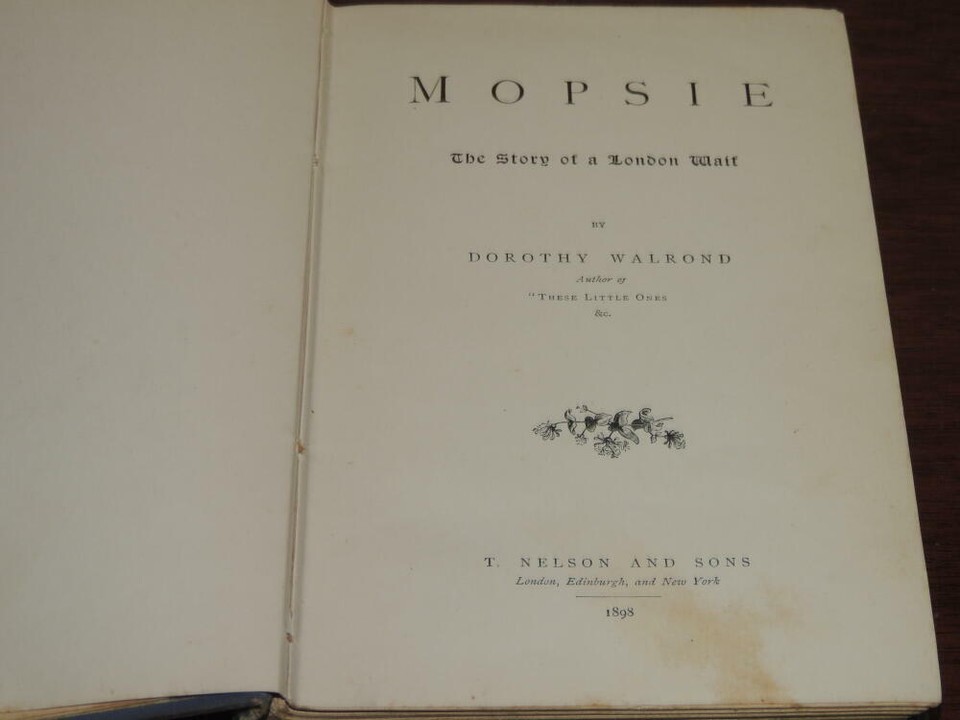 MOPSIE
The Story of a London Waif
BY
DOROTHY WALROND
Author of
"THESE LITTLE ONES
&c.
T. NELSON AND SONS
London, Edinburgh, and New York
1898